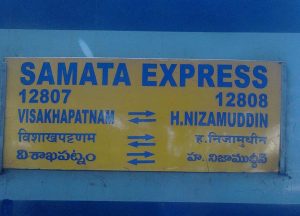 SAMATA EXPRESS
12807 12808
VISAKHAPATNAM H.NIZAMUDDIN
विशाखपट्टणम ह.निजामुधीन
విశాఖపట్నం హ. నిజాముద్దీన్